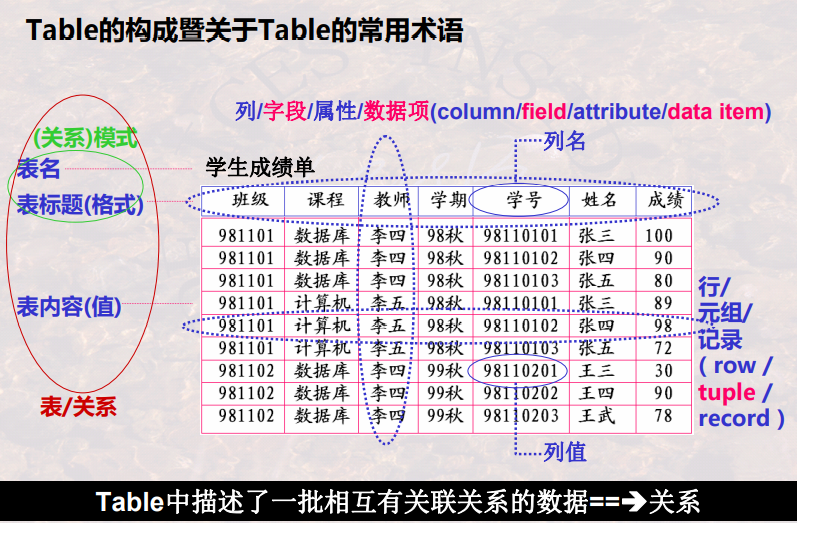 Table的构成暨关于Table的常用术语
列/字段/属性/数据项(column/field/attribute/data item)
(关系)模式
列名
表名
学生成绩单
表标题(格式)
班级 课程 教师 学期 学号 姓名 成绩
981101 数据库 李四 98秋 98110101 张三 100
981101 数据库 李四 98秋 98110102 张四 90
981101 数据库 李四 98秋 98110103 张五 80
981101 计算机 李五 98秋 98110101 张三 89
981101 计算机 李五 98秋 98110102 张四 98
981101 计算机 李五 98秋 98110103 张五 72
981102 数据库 李四 99秋 98110201 王三 30
981102 数据库 李四 99秋 98110202 王四 90
981102 数据库 李四 99秋 98110203 王武 78
表内容(值)
行/
元组/
记录
( row /
tuple /
record )
表/关系
列值
Table中描述了一批相互有关联关系的数据==➔关系